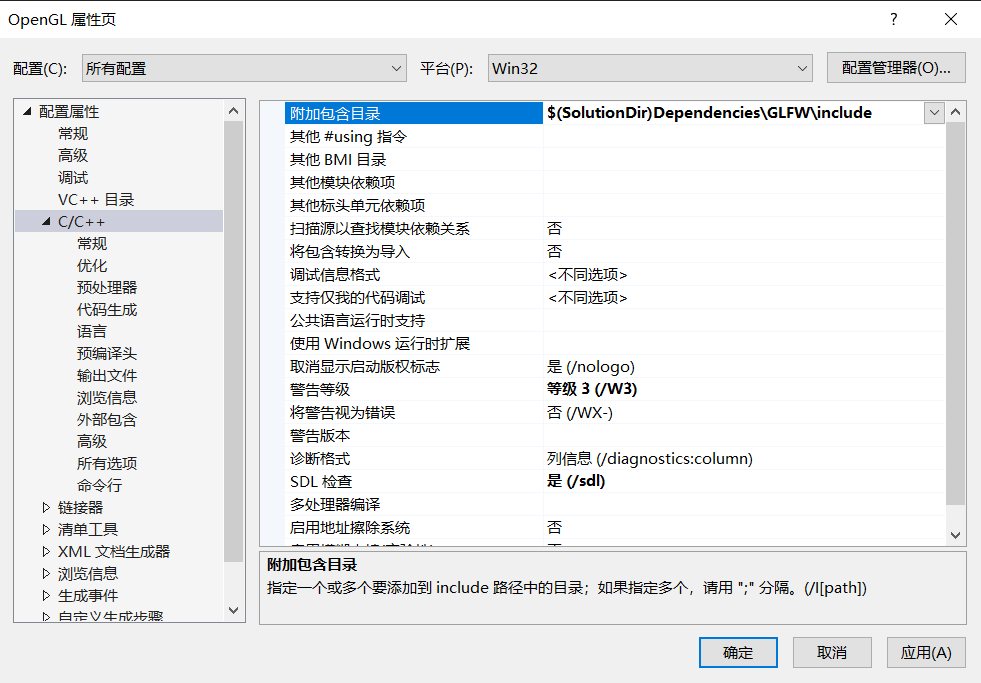 OpenGL 属性页
?
配置(C):
所有配置
平台(P):
Win32
配置管理器(O)...
配置属性
常规
高级
调试
VC++ 目录
C/C++
常规
优化
预处理器
代码生成
语言
预编译头
输出文件
浏览信息
外部包含
高级
所有选项
命令行
链接器
清单工具
XML 文档生成器
浏览信息
生成事件
自定义生成步骤
附加包含目录 $(SolutionDir)Dependencies\GLFW\include
其他 #using 指令
其他 BMI 目录
其他模块依赖项
其他标头单元依赖项
扫描源以查找模块依赖关系 否
将包含转换为导入 否
调试信息格式 <不同选项>
支持仅我的代码调试 <不同选项>
公共语言运行时支持
使用 Windows 运行时扩展
取消显示启动版权标志 是 (/nologo)
警告等级 等级 3 (/W3)
将警告视为错误 否 (/WX-)
警告版本
诊断格式 列信息 (/diagnostics:column)
SDL 检查 是 (/sdl)
多处理器编译
启用地址擦除系统 否
附加包含目录
指定一个或多个要添加到 include 路径中的目录；如果指定多个，请用 ";" 分隔。(/I[path])
确定
取消
应用(A)